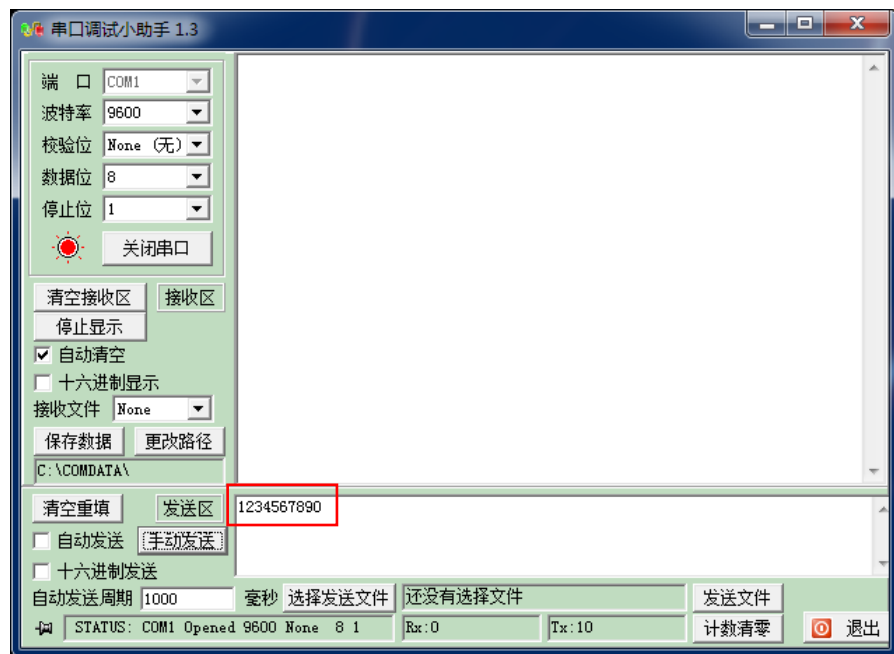 串口调试小助手 1.3
端 口 COM1
波特率 9600
校验位 None (无)
数据位 8
停止位 1
关闭串口
清空接收区 接收区
停止显示
自动清空
十六进制显示
接收文件 None
保存数据 更改路径
C:\COMDATA\
清空重填 发送区 1234567890
自动发送 手动发送
十六进制发送
自动发送周期 1000 毫秒 选择发送文件 还没有选择文件 发送文件
STATUS: COM1 Opened 9600 None 8 1 Rx:0 Tx:10 计数清零 退出